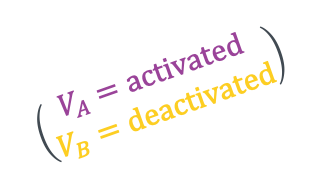 V_A = activated
V_B = deactivated